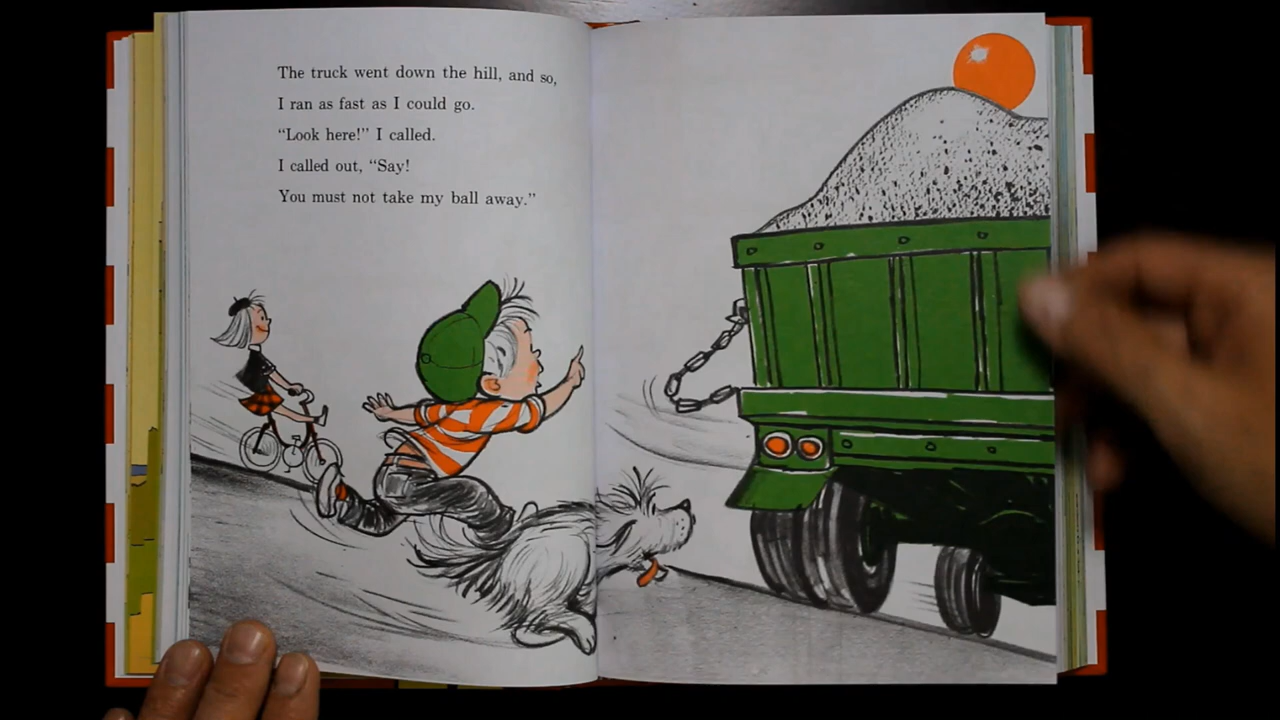 The truck went down the hill, and so,
I ran as fast as I could go.
“Look here!” I called.
I called out, “Say!
You must not take my ball away.”